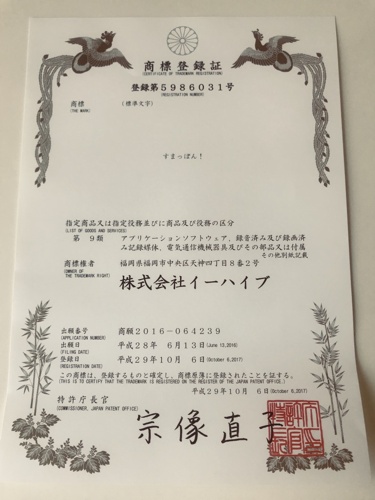 商標登録証
(CERTIFICATE OF TRADEMARK REGISTRATION)
登録第5986031号
(REGISTRATION NUMBER)
商標
(THE MARK)
(標準文字)
すまっぽん!
指定商品又は指定役務並びに商品及び役務の区分
(LIST OF GOODS AND SERVICES)
第 9類 アプリケーションソフトウェア,録音済み及び録画済
み記録媒体,電気通信機械器具及びその部品又は付属
その他別紙記載
商標権者 福岡県福岡市中央区天神四丁目8番2号
(OWNER OF THE TRADEMARK RIGHT)
株式会社イーハイブ
出願番号 商願2016-064239
(APPLICATION NUMBER)
出願日 平成28年 6月13日(June 13,2016)
(FILING DATE)
登録日 平成29年10月 6日(October 6,2017)
(REGISTRATION DATE)
この商標は,登録するものと確定し,商標原簿に登録されたことを証する。
(THIS IS TO CERTIFY THAT THE TRADEMARK IS REGISTERED ON THE REGISTER OF THE JAPAN PATENT OFFICE.)
平成29年10月 6日(October 6,2017)
特許庁長官
(COMMISSIONER, JAPAN PATENT OFFICE)
宗像直子